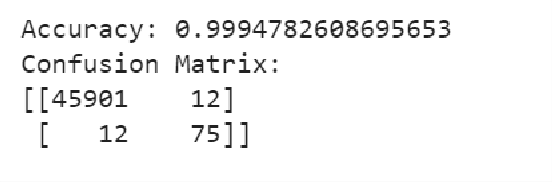 Accuracy: 0.9994782608695653
Confusion Matrix:
[[45901    12]
 [   12    75]]